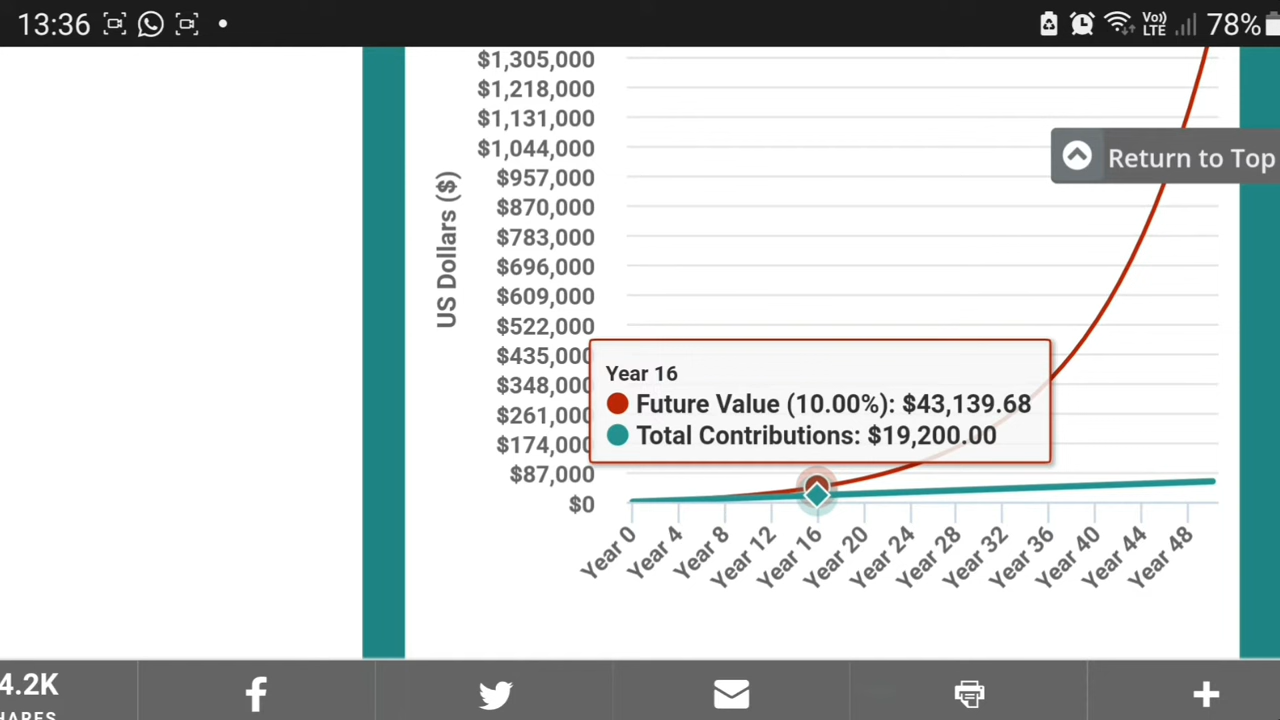 13:36
Vo))
LTE
78%
$1,305,000
$1,218,000
$1,131,000
$1,044,000
$957,000
$870,000
$783,000
$696,000
$609,000
$522,000
$435,000
$348,000
$261,000
$174,000
$87,000
$0
US Dollars ($)
Return to Top
Year 16
Future Value (10.00%): $43,139.68
Total Contributions: $19,200.00
Year 0
Year 4
Year 8
Year 12
Year 16
Year 20
Year 24
Year 28
Year 32
Year 36
Year 40
Year 44
Year 48
4.2K
HARES